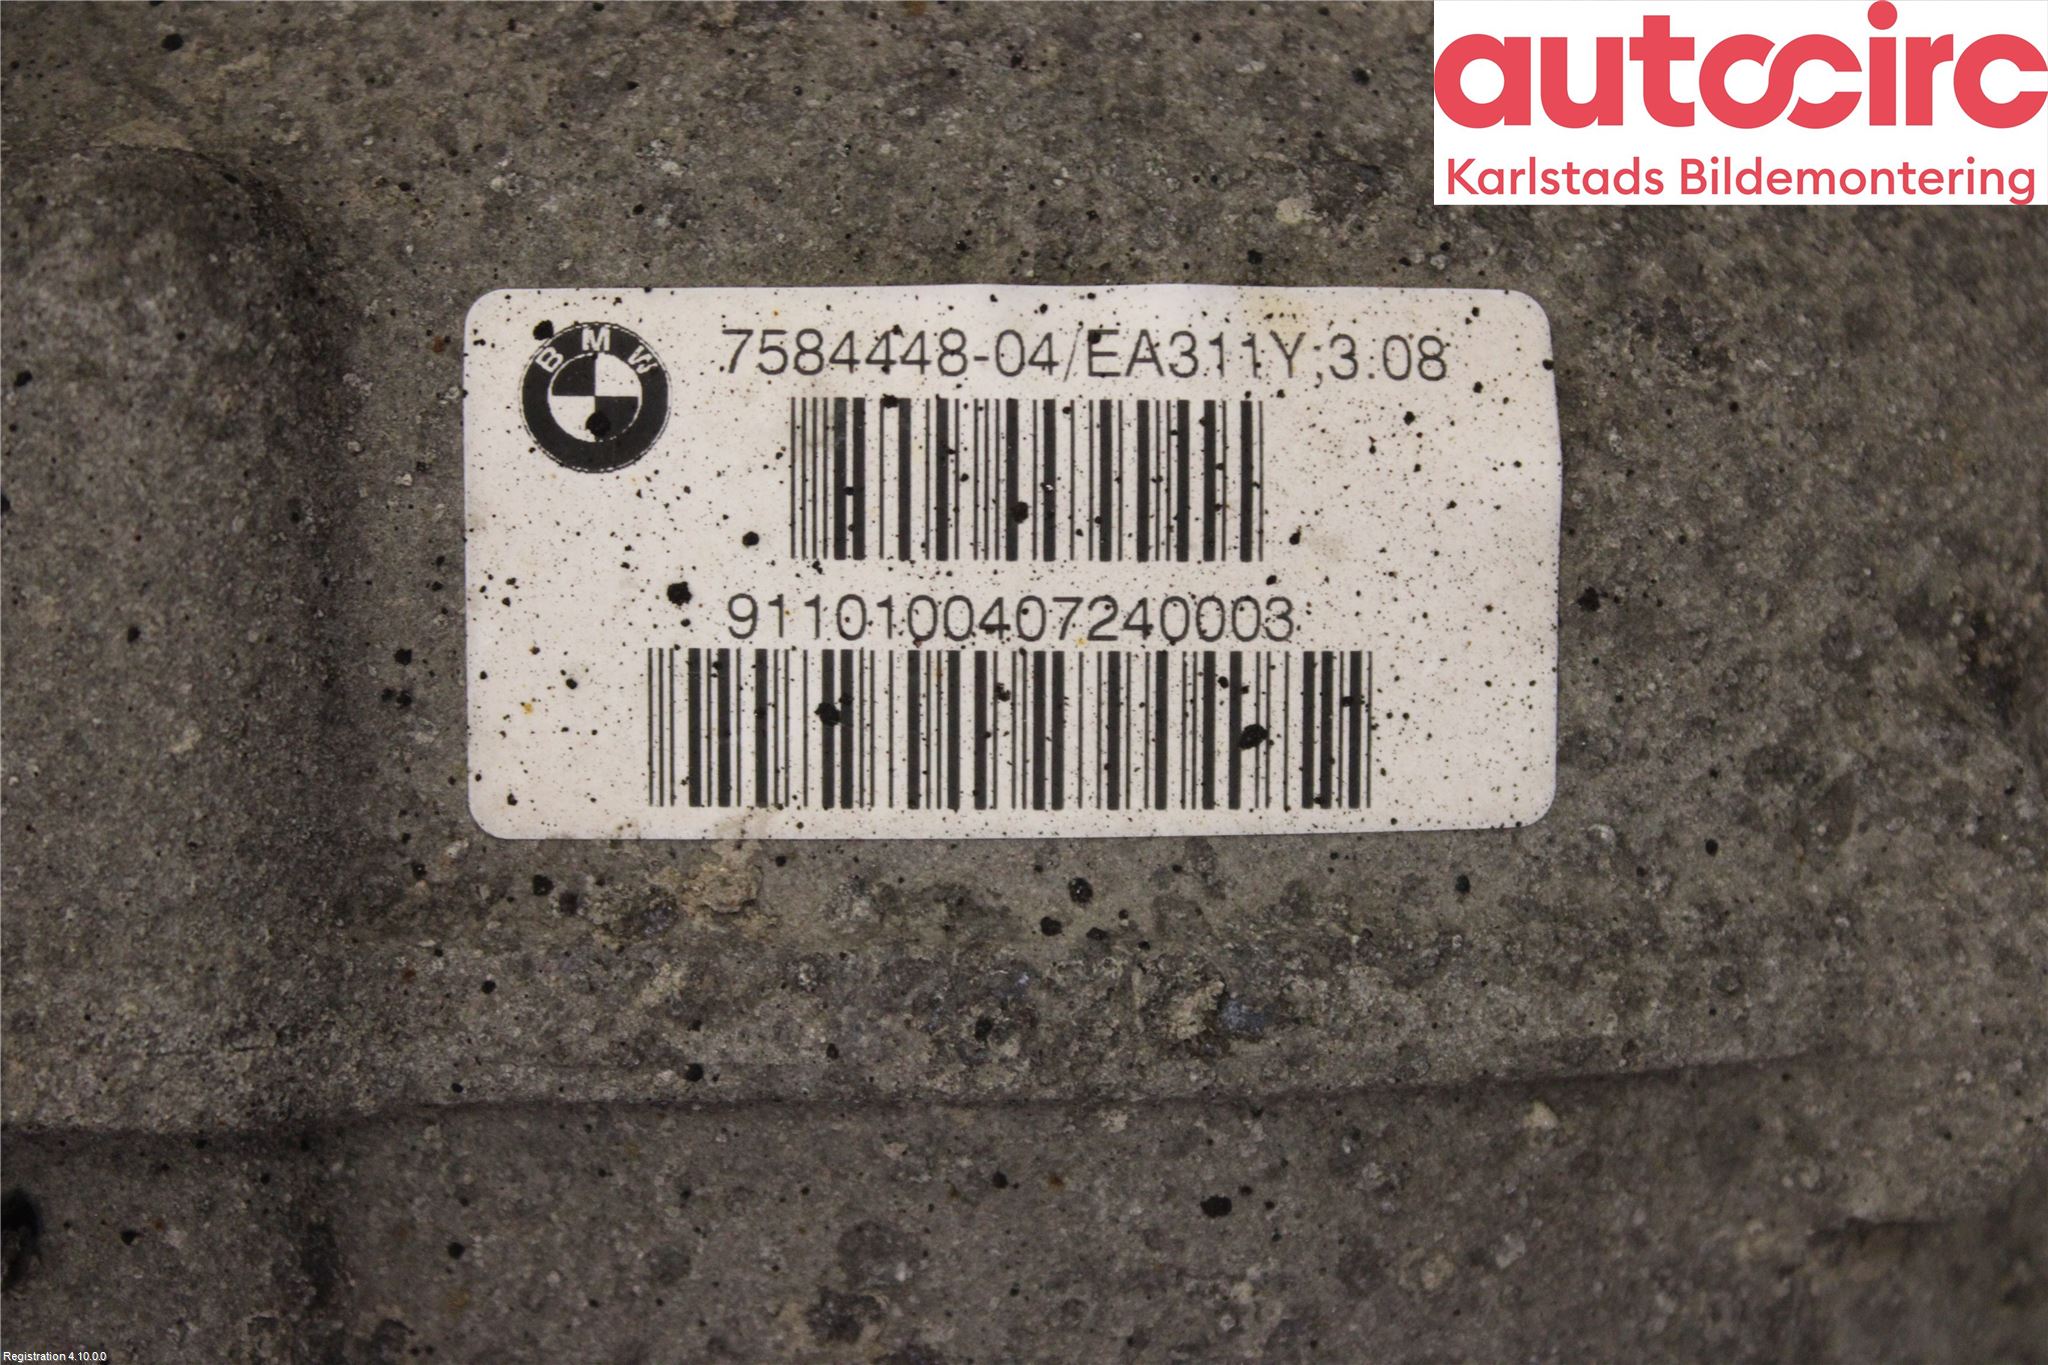 autocirc
Karlstads Bildemontering
BMW
7584448-04/EA311Y;3.08
9110100407240003
Registration 4.10.0.0